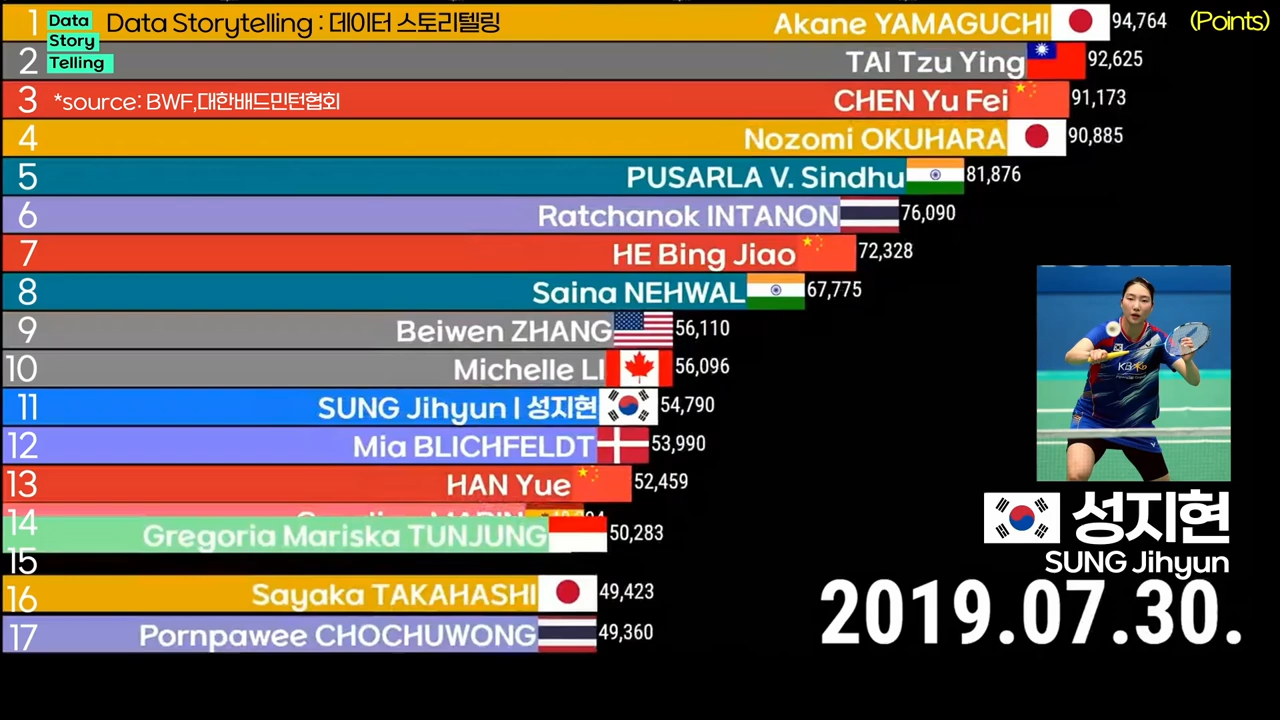 Data
Story
Telling
Data Storytelling : 데이터 스토리텔링
(Points)
*source: BWF,대한배드민턴협회
1 Akane YAMAGUCHI 94,764
2 TAI Tzu Ying 92,625
3 CHEN Yu Fei 91,173
4 Nozomi OKUHARA 90,885
5 PUSARLA V. Sindhu 81,876
6 Ratchanok INTANON 76,090
7 HE Bing Jiao 72,328
8 Saina NEHWAL 67,775
9 Beiwen ZHANG 56,110
10 Michelle LI 56,096
11 SUNG Jihyun | 성지현 54,790
12 Mia BLICHFELDT 53,990
13 HAN Yue 52,459
14
Gregoria Mariska TUNJUNG 50,283
15
16 Sayaka TAKAHASHI 49,423
17 Pornpawee CHOCHUWONG 49,360
성지현
SUNG Jihyun
2019.07.30.